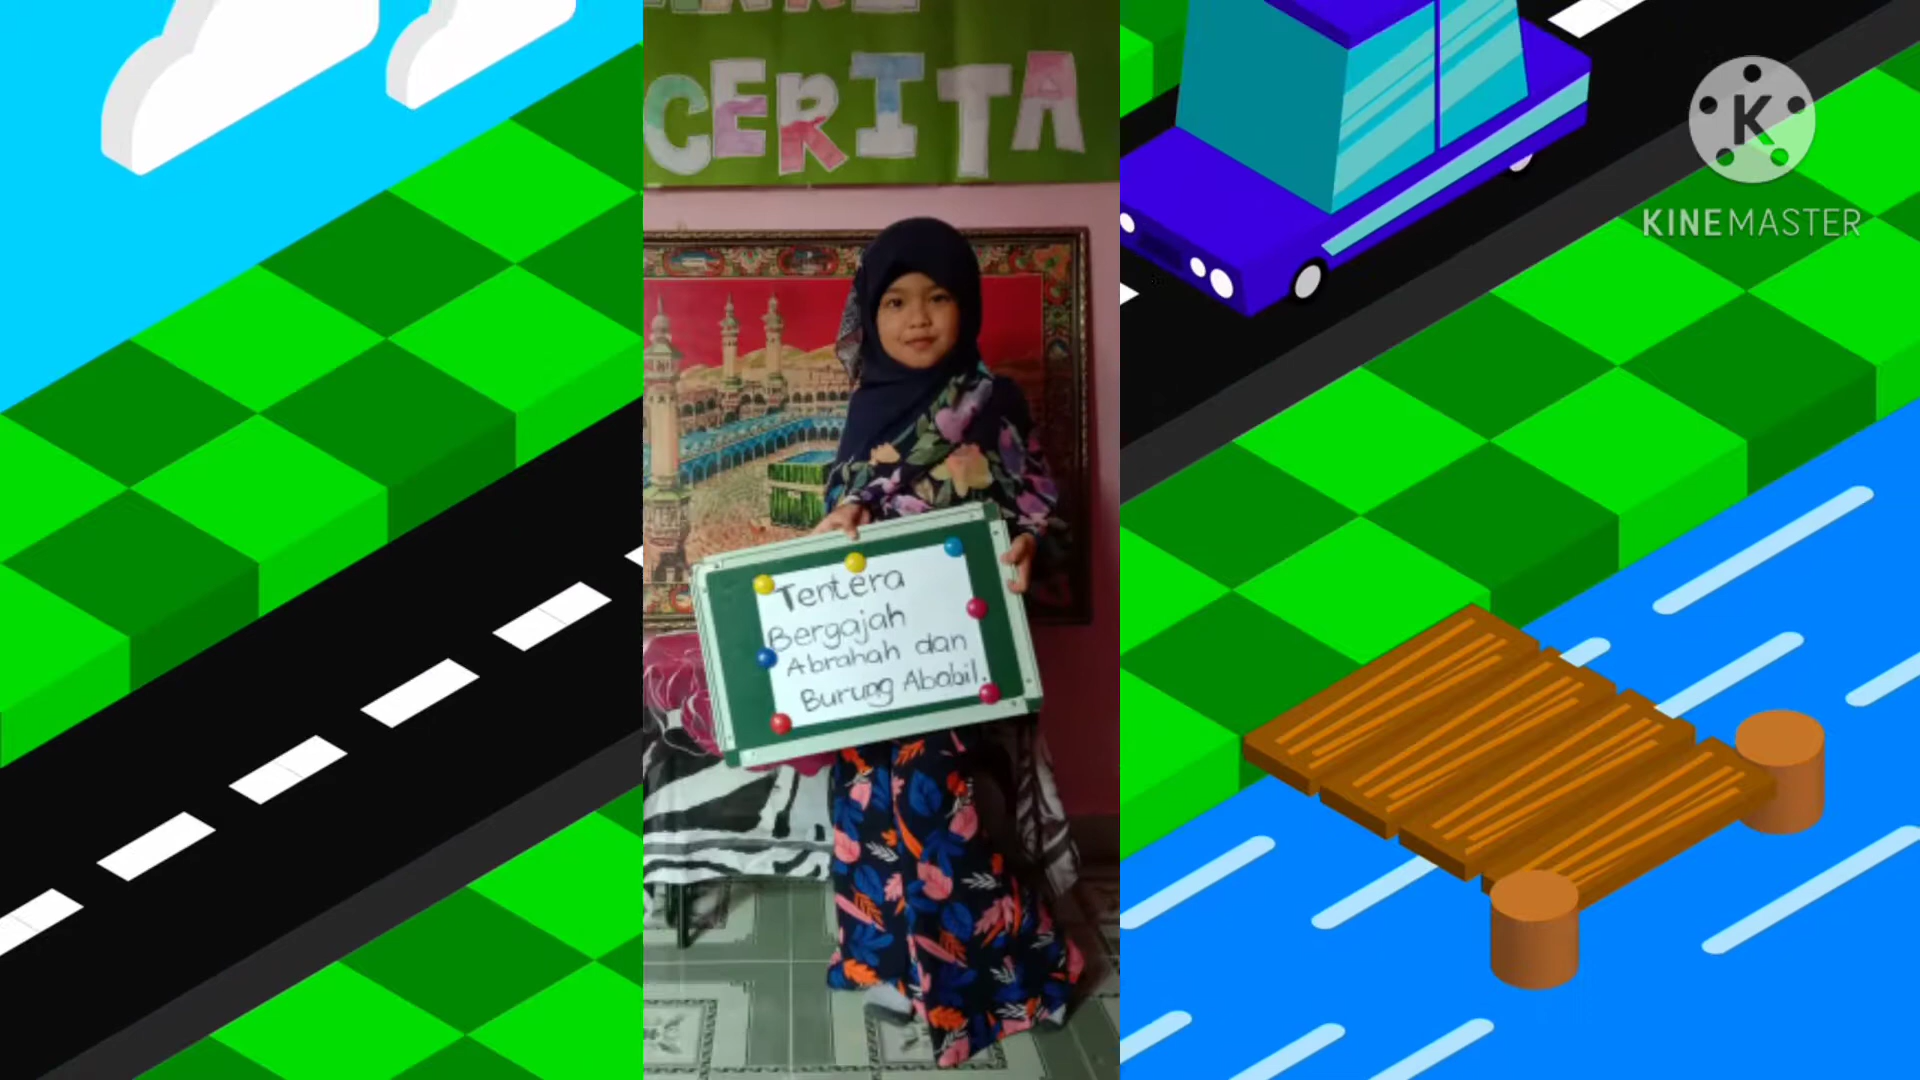 CERITA
KINEMASTER
Tentera
Bergajah
Abrahah dan
Burung Ababil.